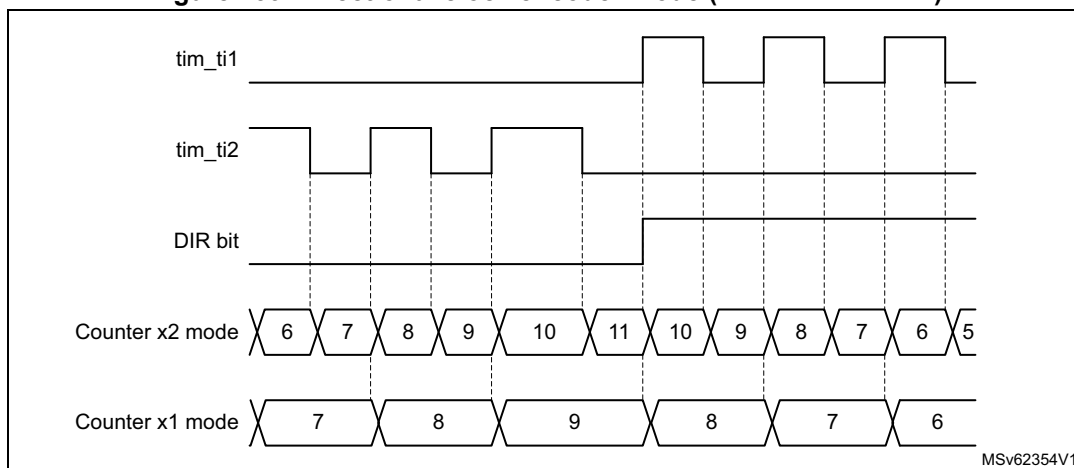 tim_ti1
tim_ti2
DIR bit
Counter x2 mode 6 7 8 9 10 11 10 9 8 7 6 5
Counter x1 mode 7 8 9 8 7 6
MSv62354V1